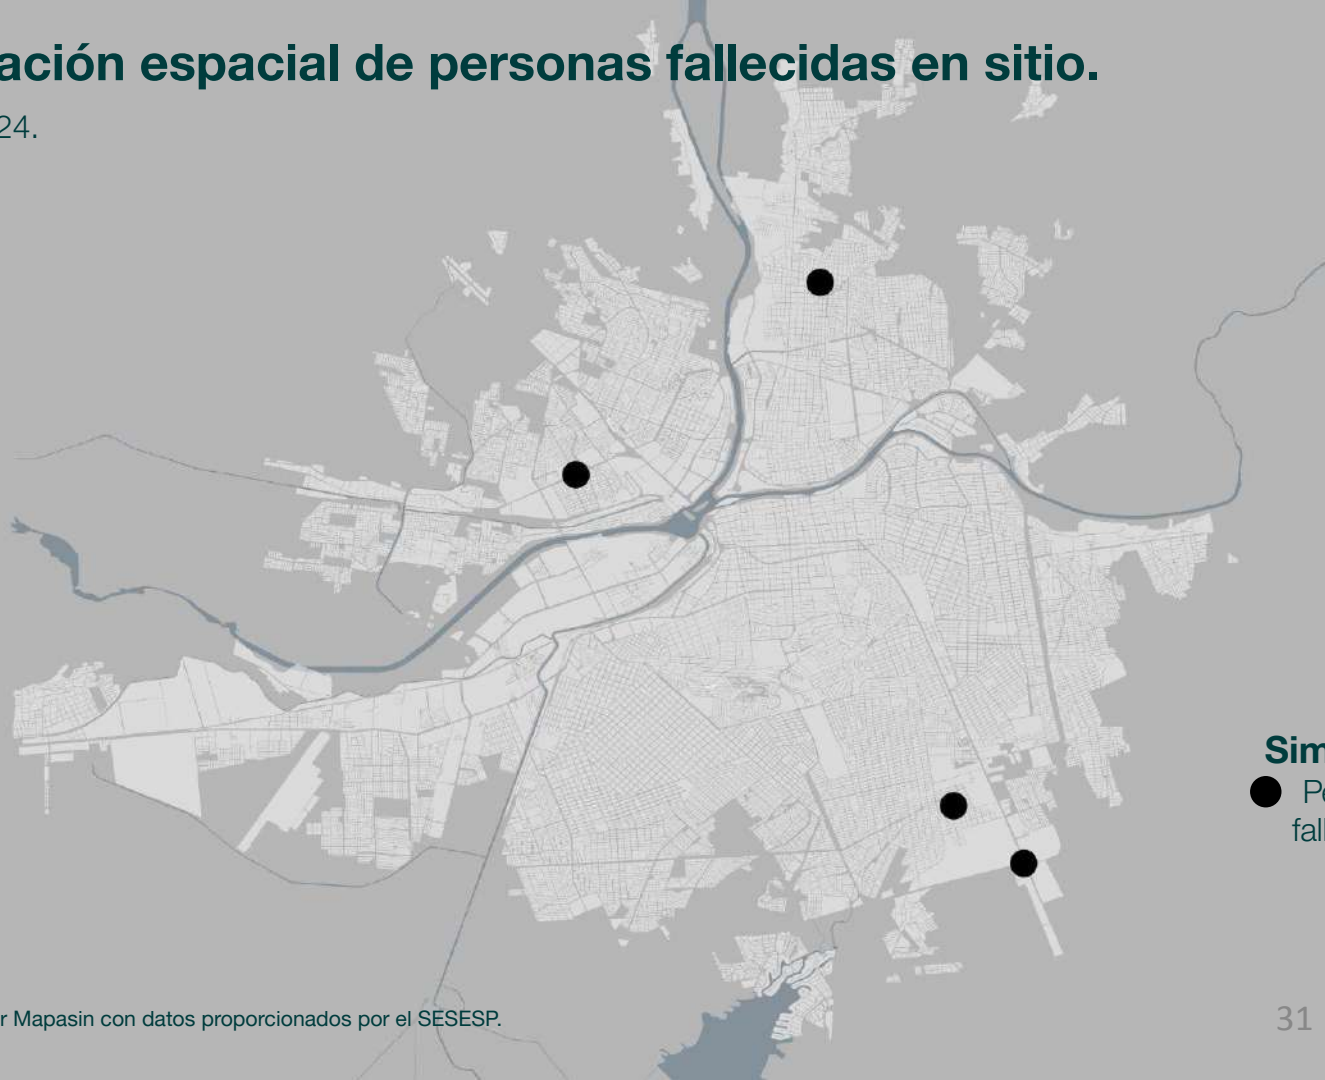 ación espacial de personas fallecidas en sitio.
24.
Sim
Pe
fall
r Mapasin con datos proporcionados por el SESESP.
31